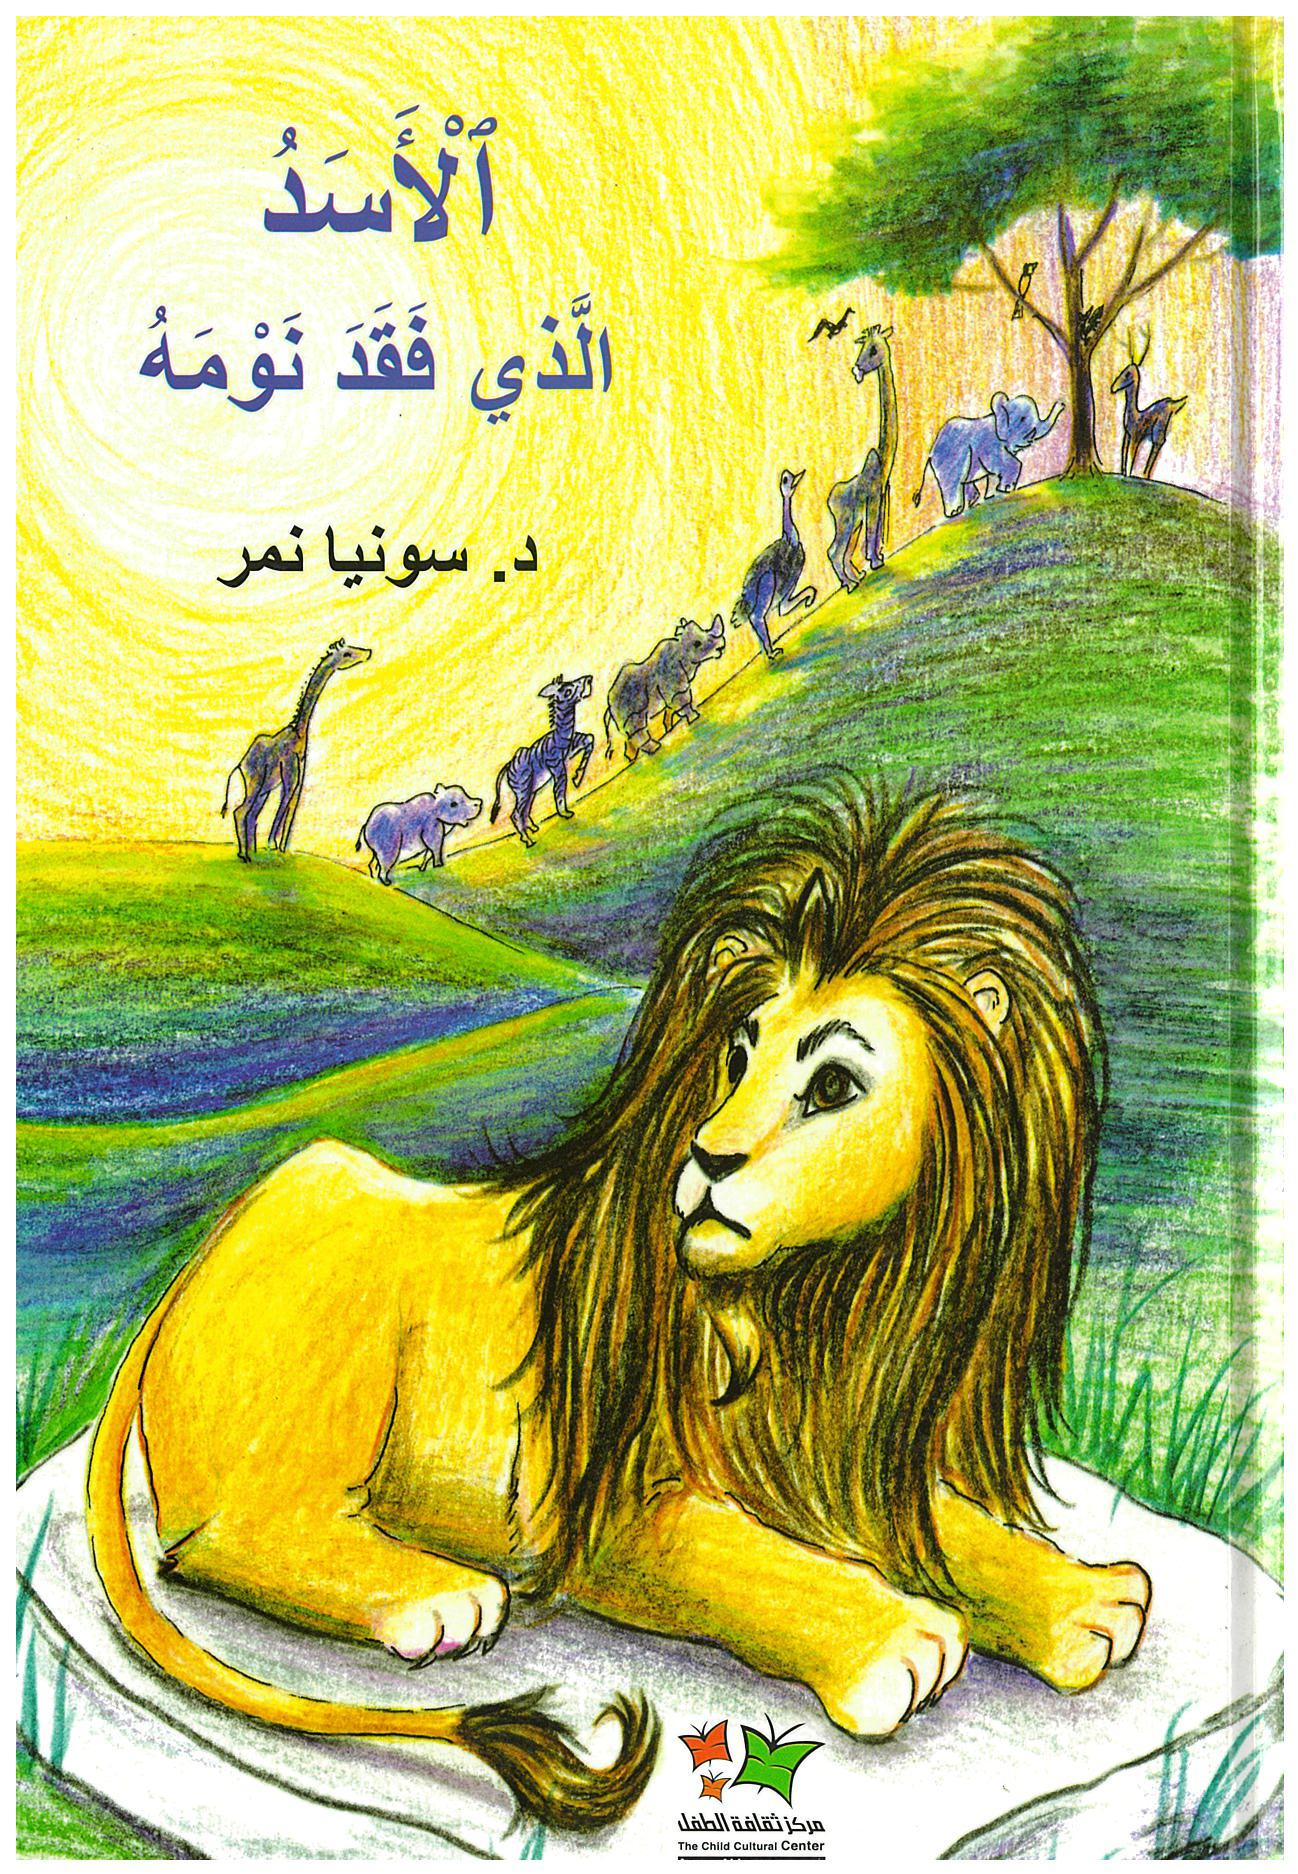 ٱلْأَسَدُ
الَّذي فَقَدَ نَوْمَهُ
د. سونيا نمر
مركز ثقافة الطفل
The Child Cultural Center